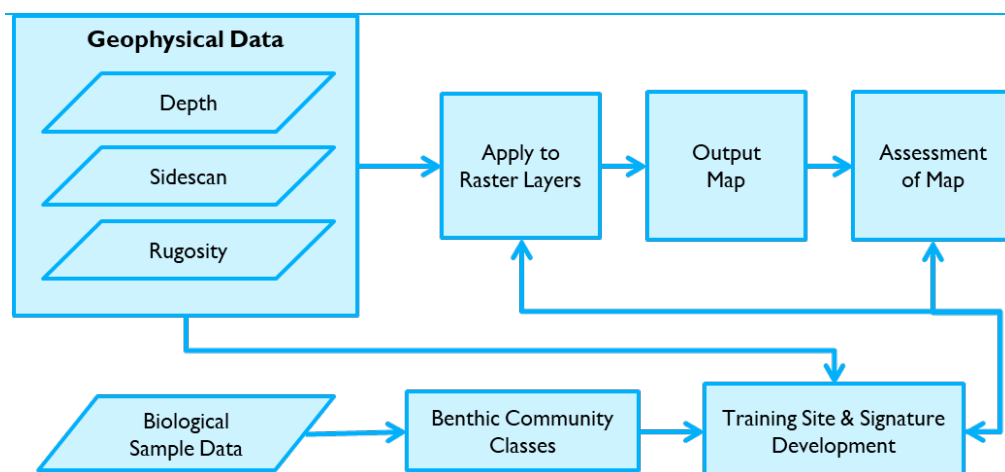 Geophysical Data
Depth
Sidescan
Rugosity
Apply to
Raster Layers
Output
Map
Assessment
of Map
Biological
Sample Data
Benthic Community
Classes
Training Site & Signature
Development